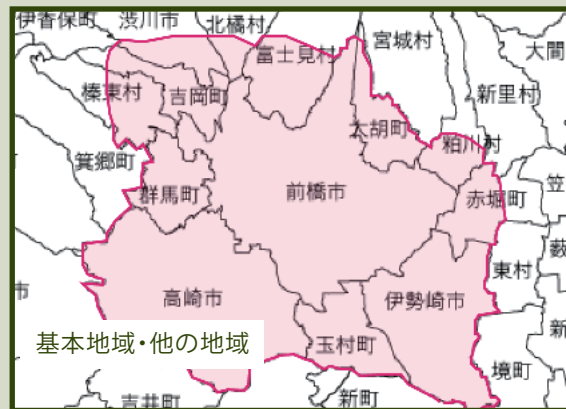 伊香保町
渋川市
北橘村
宮城村
大間
富士見村
榛東村
吉岡町
新里村
大胡町
粕川村
箕郷町
群馬町
前橋市
赤堀町
笠
藪
東村
市
高崎市
伊勢崎市
新
基本地域・他の地域
玉村町
境町
吉井町
新町